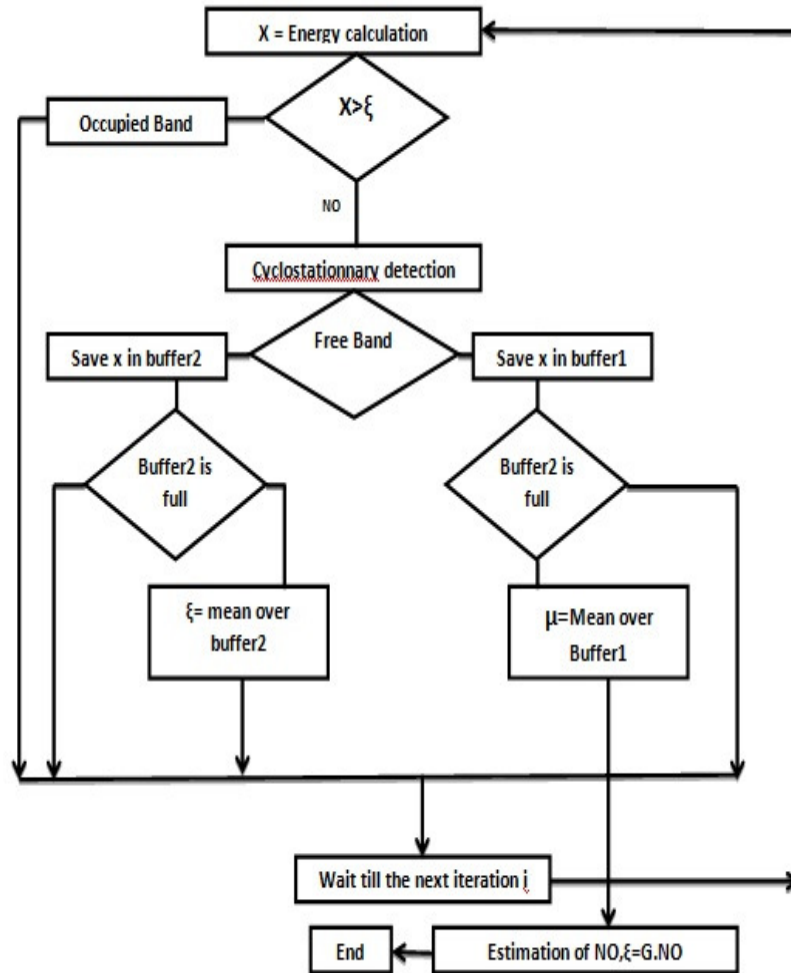 X = Energy calculation
X>ξ
Occupied Band
NO
Cyclostationnary detection
Free Band
Save x in buffer2
Save x in buffer1
Buffer2 is
full
Buffer2 is
full
ξ= mean over
buffer2
μ=Mean over
Buffer1
Wait till the next iteration i
End
Estimation of NO,ξ=G.NO